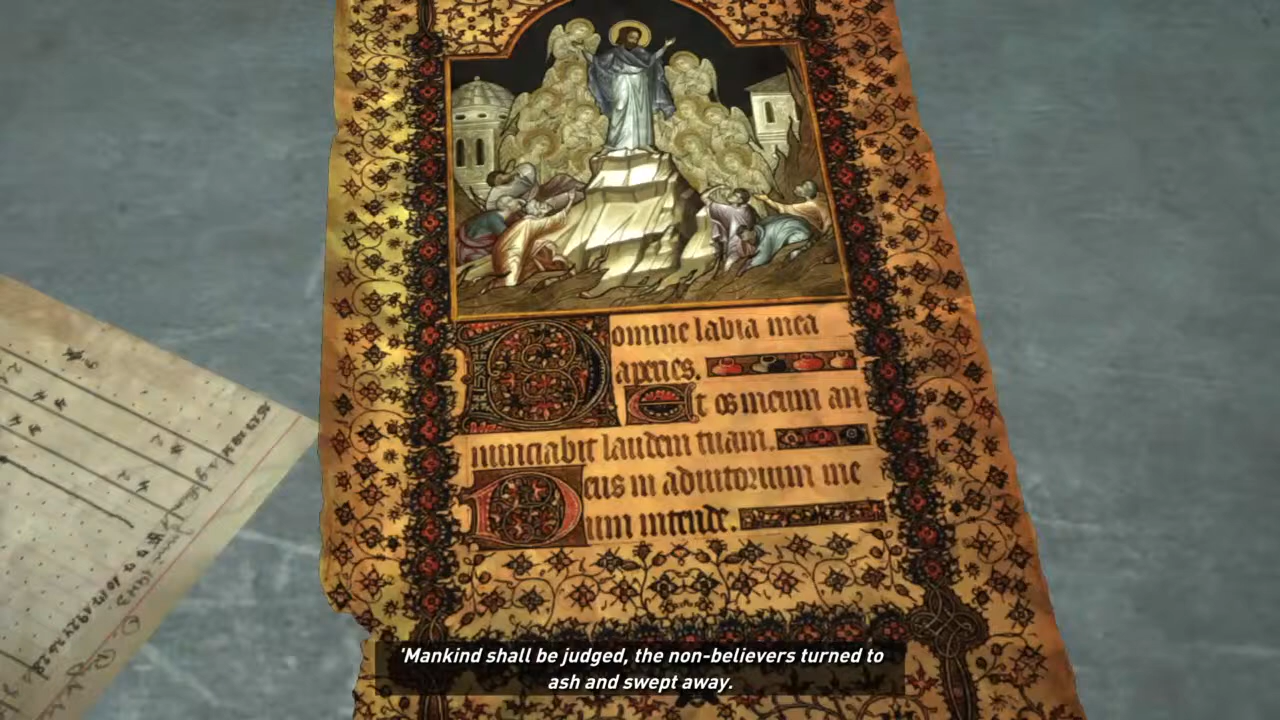 Domine labia mea
aperies.
Et os meum an
nunciabit laudem tuam.
Deus in adiutorium me
um intende.
'Mankind shall be judged, the non-believers turned to
ash and swept away.